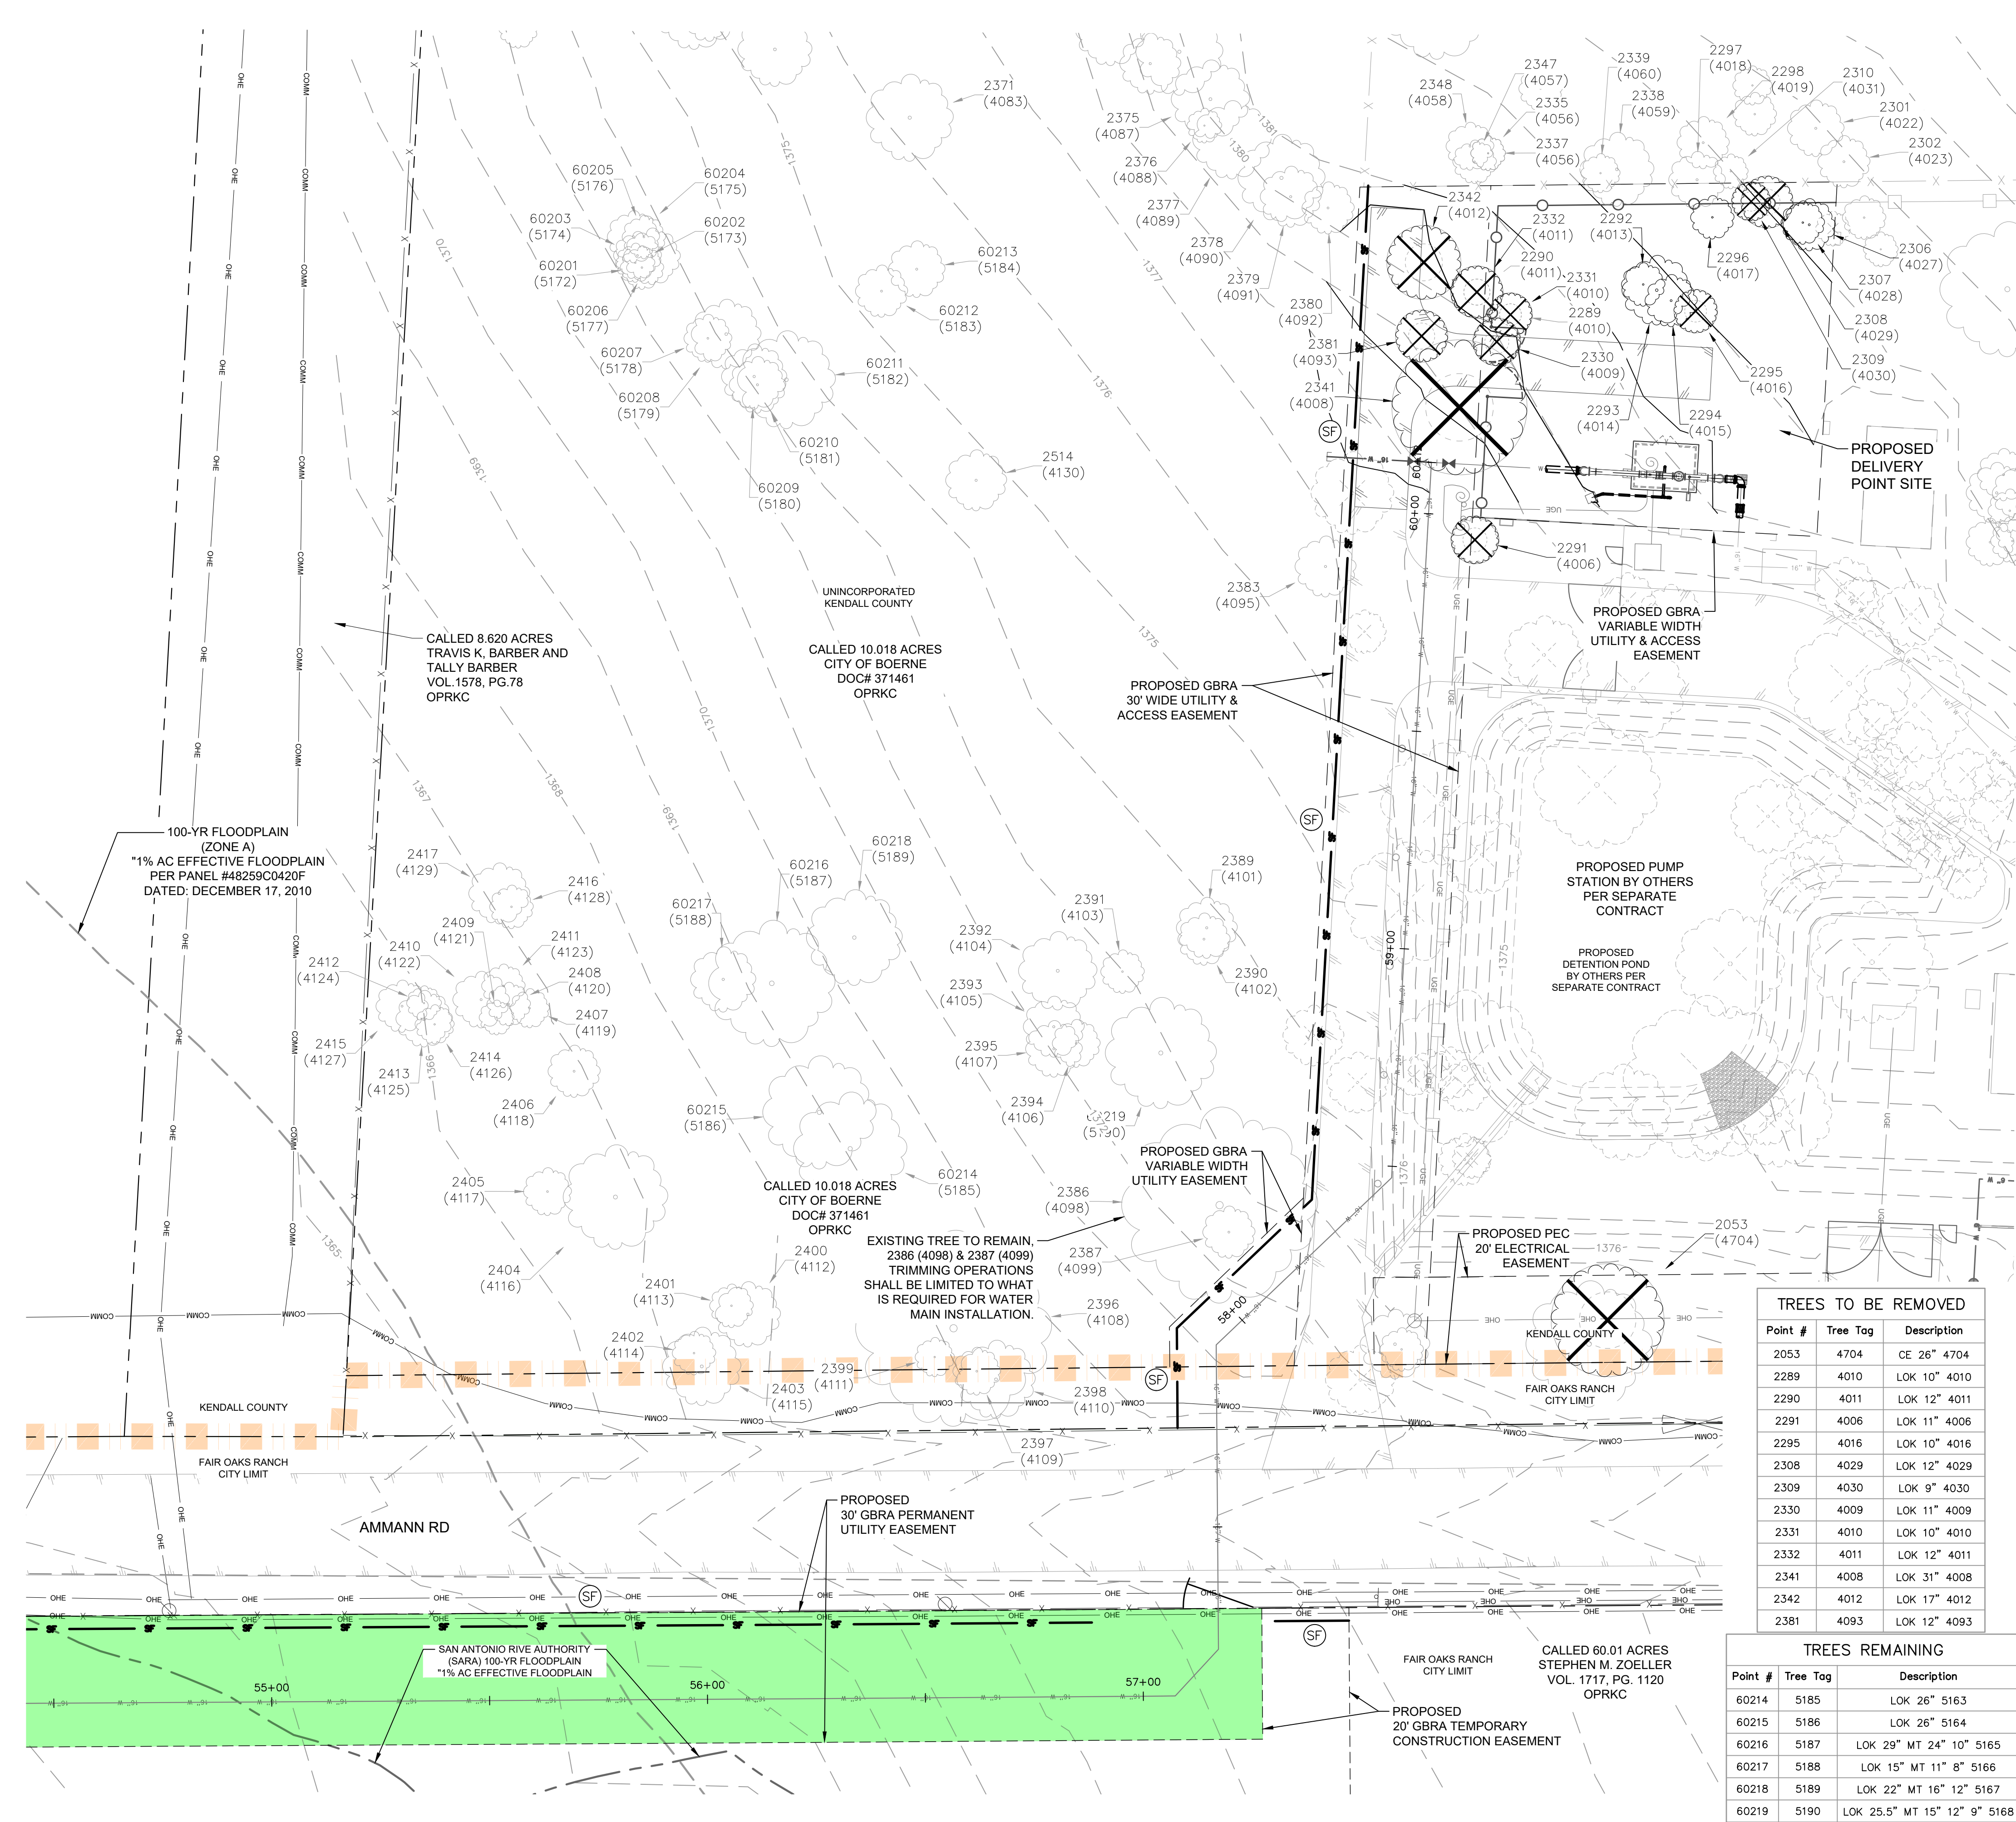 2371
(4083)
2375
(4087)
2376
(4088)
2377
(4089)
2378
(4090)
2379
(4091)
2380
(4092)
2381
(4093)
2341
(4008)
2348
(4058)
2347
(4057)
2335
(4056)
2337
(4056)
2339
(4060)
2338
(4059)
2297
(4018)
2298
(4019)
2310
(4031)
2301
(4022)
2302
(4023)
2342
(4012)
2332
(4011)
2290
(4011)
2331
(4010)
2289
(4010)
2330
(4009)
2292
(4013)
2296
(4017)
2306
(4027)
2307
(4028)
2308
(4029)
2309
(4030)
2295
(4016)
2293
(4014)
2294
(4015)
2291
(4006)
PROPOSED
DELIVERY
POINT SITE
60205
(5176)
60204
(5175)
60203
(5174)
60202
(5173)
60201
(5172)
60206
(5177)
60207
(5178)
60208
(5179)
60213
(5184)
60212
(5183)
60211
(5182)
60210
(5181)
60209
(5180)
2514
(4130)
1381
1380
1377
1376
1375
1375
1370
1369
1370
1369
1368
1367
1366
1365
UNINCORPORATED
KENDALL COUNTY
CALLED 10.018 ACRES
CITY OF BOERNE
DOC# 371461
OPRKC
CALLED 8.620 ACRES
TRAVIS K, BARBER AND
TALLY BARBER
VOL.1578, PG.78
OPRKC
2383
(4095)
PROPOSED GBRA
VARIABLE WIDTH
UTILITY & ACCESS
EASEMENT
PROPOSED GBRA
30' WIDE UTILITY &
ACCESS EASEMENT
60+00
59+00
SF
SF
100-YR FLOODPLAIN
(ZONE A)
"1% AC EFFECTIVE FLOODPLAIN
PER PANEL #48259C0420F
DATED: DECEMBER 17, 2010
PROPOSED PUMP
STATION BY OTHERS
PER SEPARATE
CONTRACT
PROPOSED
DETENTION POND
BY OTHERS PER
SEPARATE CONTRACT
1375
1376
2417
(4129)
2416
(4128)
2409
(4121)
2410
(4122)
2411
(4123)
2412
(4124)
2408
(4120)
2407
(4119)
2415
(4127)
2413
(4125)
2414
(4126)
2406
(4118)
2405
(4117)
2404
(4116)
60218
(5189)
60216
(5187)
60217
(5188)
60215
(5186)
60214
(5185)
2389
(4101)
2391
(4103)
2392
(4104)
2390
(4102)
2393
(4105)
2395
(4107)
2394
(4106)
2386
(4098)
2387
(4099)
PROPOSED GBRA
VARIABLE WIDTH
UTILITY EASEMENT
CALLED 10.018 ACRES
CITY OF BOERNE
DOC# 371461
OPRKC
EXISTING TREE TO REMAIN,
2386 (4098) & 2387 (4099)
TRIMMING OPERATIONS
SHALL BE LIMITED TO WHAT
IS REQUIRED FOR WATER
MAIN INSTALLATION.
2400
(4112)
2401
(4113)
2402
(4114)
2403
(4115)
2399
(4111)
2396
(4108)
2398
(4110)
2397
(4109)
58+00
SF
PROPOSED PEC
20' ELECTRICAL
EASEMENT
1376
2053
(4704)
KENDALL COUNTY
FAIR OAKS RANCH
CITY LIMIT
KENDALL COUNTY
FAIR OAKS RANCH
CITY LIMIT
AMMANN RD
PROPOSED
30' GBRA PERMANENT
UTILITY EASEMENT
SF
SAN ANTONIO RIVE AUTHORITY
(SARA) 100-YR FLOODPLAIN
"1% AC EFFECTIVE FLOODPLAIN
55+00
56+00
57+00
SF
PROPOSED
20' GBRA TEMPORARY
CONSTRUCTION EASEMENT
FAIR OAKS RANCH
CITY LIMIT
CALLED 60.01 ACRES
STEPHEN M. ZOELLER
VOL. 1717, PG. 1120
OPRKC
TREES TO BE REMOVED
Point # Tree Tag Description
2053 4704 CE 26" 4704
2289 4010 LOK 10" 4010
2290 4011 LOK 12" 4011
2291 4006 LOK 11" 4006
2295 4016 LOK 10" 4016
2308 4029 LOK 12" 4029
2309 4030 LOK 9" 4030
2330 4009 LOK 11" 4009
2331 4010 LOK 10" 4010
2332 4011 LOK 12" 4011
2341 4008 LOK 31" 4008
2342 4012 LOK 17" 4012
2381 4093 LOK 12" 4093
TREES REMAINING
Point # Tree Tag Description
60214 5185 LOK 26" 5163
60215 5186 LOK 26" 5164
60216 5187 LOK 29" MT 24" 10" 5165
60217 5188 LOK 15" MT 11" 8" 5166
60218 5189 LOK 22" MT 16" 12" 5167
60219 5190 LOK 25.5" MT 15" 12" 9" 5168